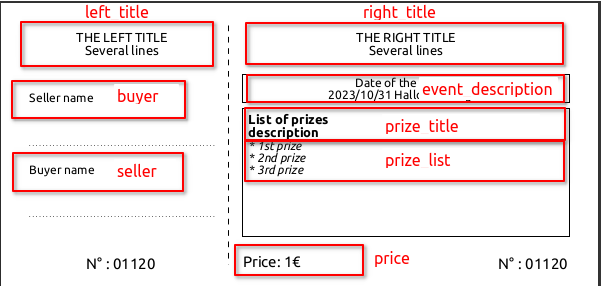 left title
THE LEFT TITLE
Several lines
Seller name
buyer
Buyer name
seller
N° : 01120
right title
THE RIGHT TITLE
Several lines
Date of the
2023/10/31
event description
List of prizes
description
prize title
* 1st prize
* 2nd prize
* 3rd prize
prize list
Price: 1€
price
N° : 01120